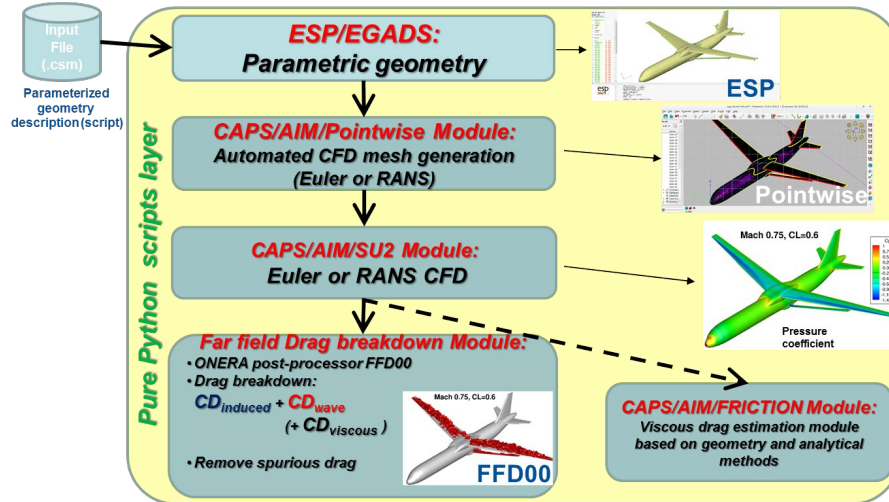 Input
File
(.csm)
Parameterized
geometry
description (script)
Pure Python scripts layer
ESP/EGADS:
Parametric geometry
esp
ESP
CAPS/AIM/Pointwise Module:
Automated CFD mesh generation
(Euler or RANS)
Pointwise
CAPS/AIM/SU2 Module:
Euler or RANS CFD
Mach 0.75, CL=0.6
Pressure
coefficient
Far field Drag breakdown Module:
• ONERA post-processor FFD00
• Drag breakdown:
CDinduced + CDwave
(+ CDviscous )
• Remove spurious drag
Mach 0.75, CL=0.6
FFD00
CAPS/AIM/FRICTION Module:
Viscous drag estimation module
based on geometry and analytical
methods